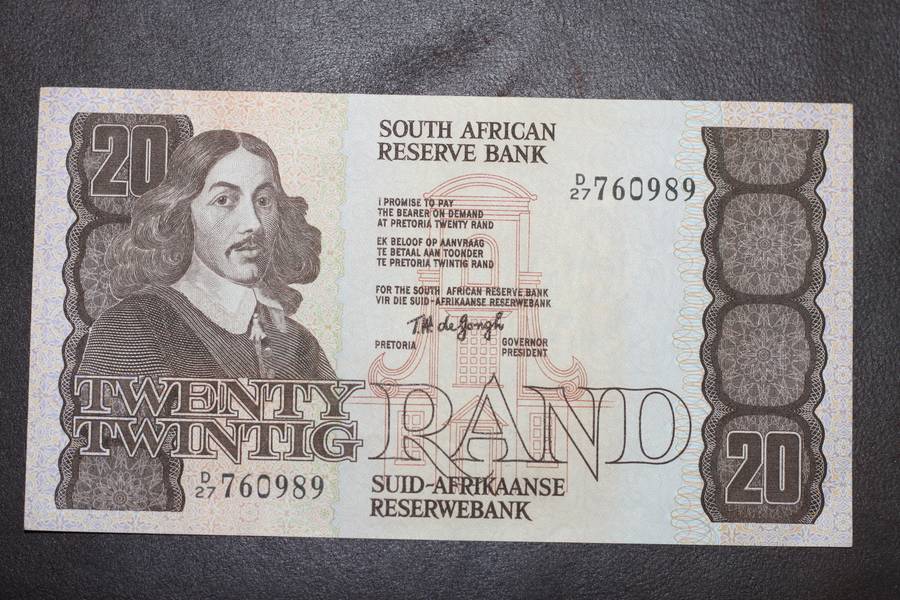 20
SOUTH AFRICAN
RESERVE BANK
D/27 760989
I PROMISE TO PAY
THE BEARER ON DEMAND
AT PRETORIA TWENTY RAND
EK BELOOF OP AANVRAAG
TE BETAAL AAN TOONDER
TE PRETORIA TWINTIG RAND
FOR THE SOUTH AFRICAN RESERVE BANK
VIR DIE SUID-AFRIKAANSE RESERWEBANK
T.W. de Jongh
PRETORIA GOVERNOR
PRESIDENT
TWENTY
TWINTIG RAND
D/27 760989
SUID-AFRIKAANSE
RESERWEBANK
20